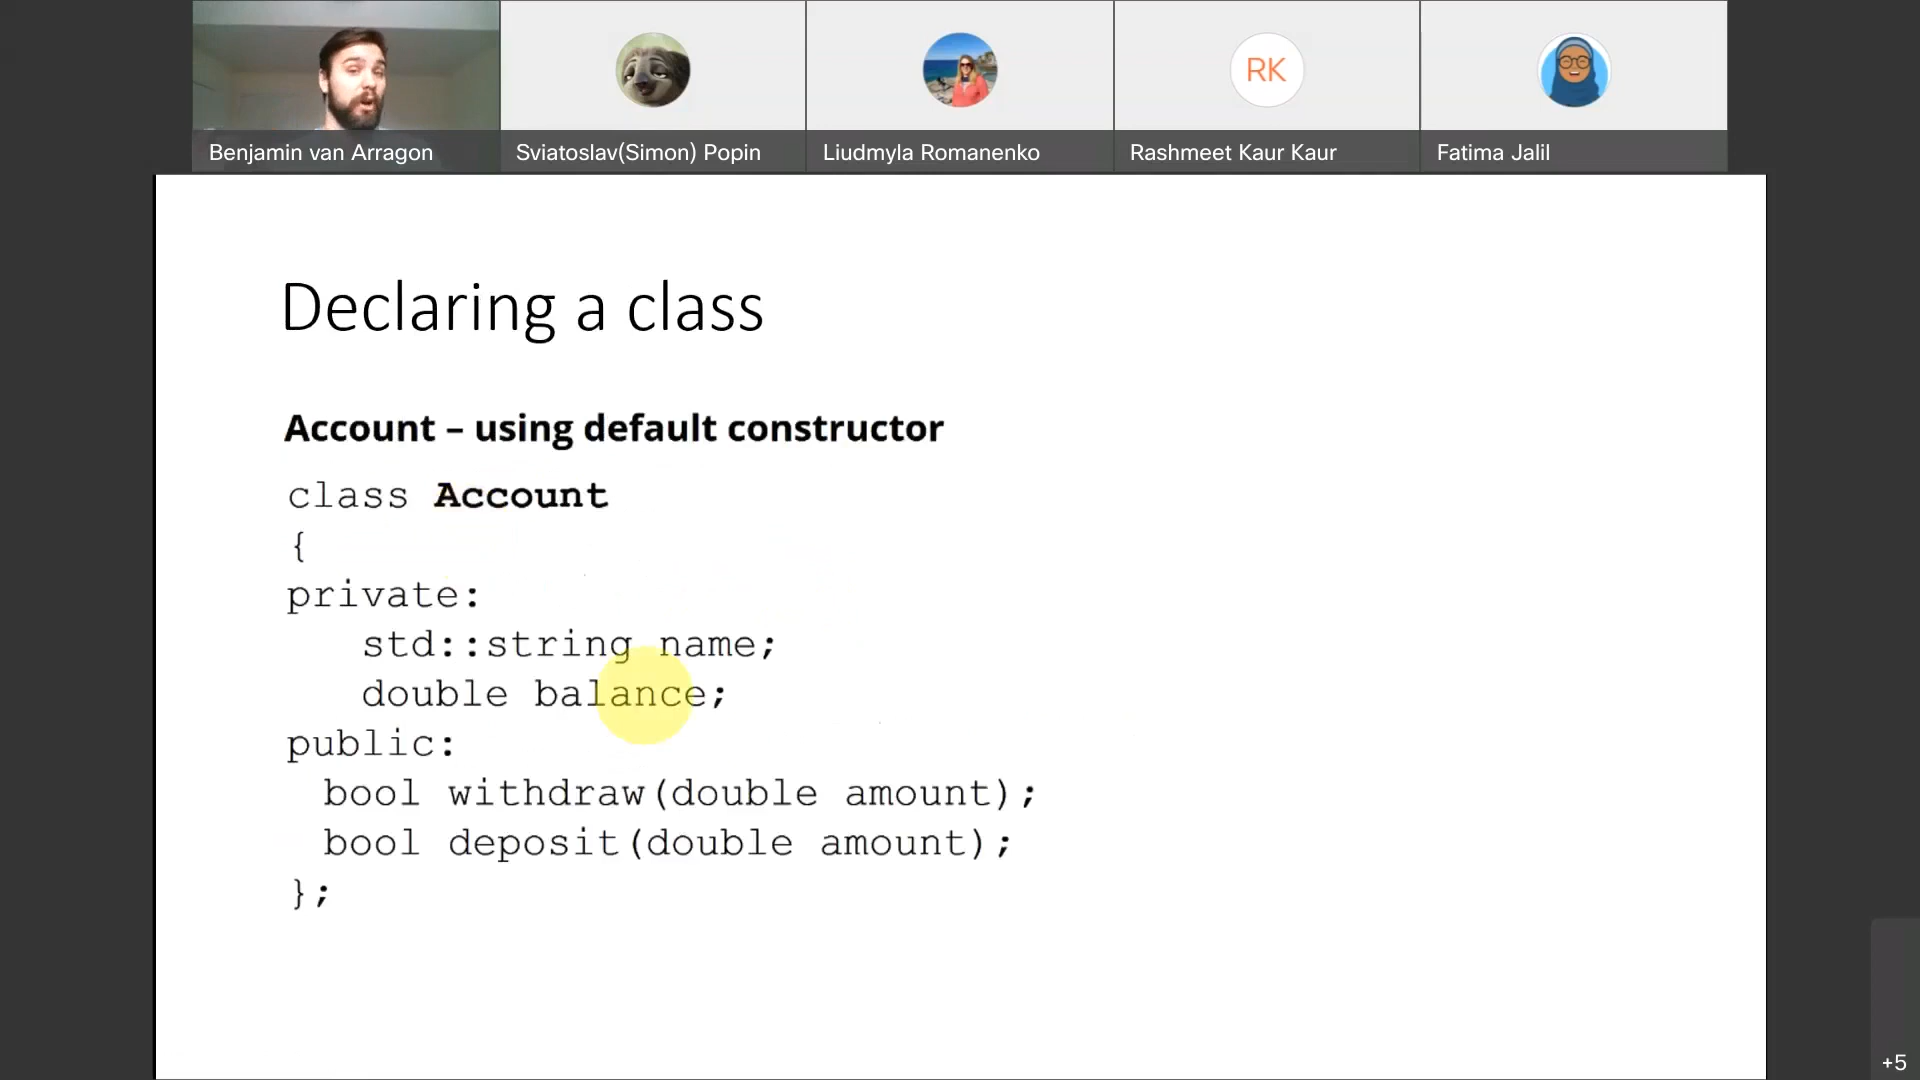 RK
Benjamin van Arragon
Sviatoslav(Simon) Popin
Liudmyla Romanenko
Rashmeet Kaur Kaur
Fatima Jalil
Declaring a class
Account – using default constructor
class Account
{
private:
std::string name;
double balance;
public:
bool withdraw(double amount);
bool deposit(double amount);
};
+5